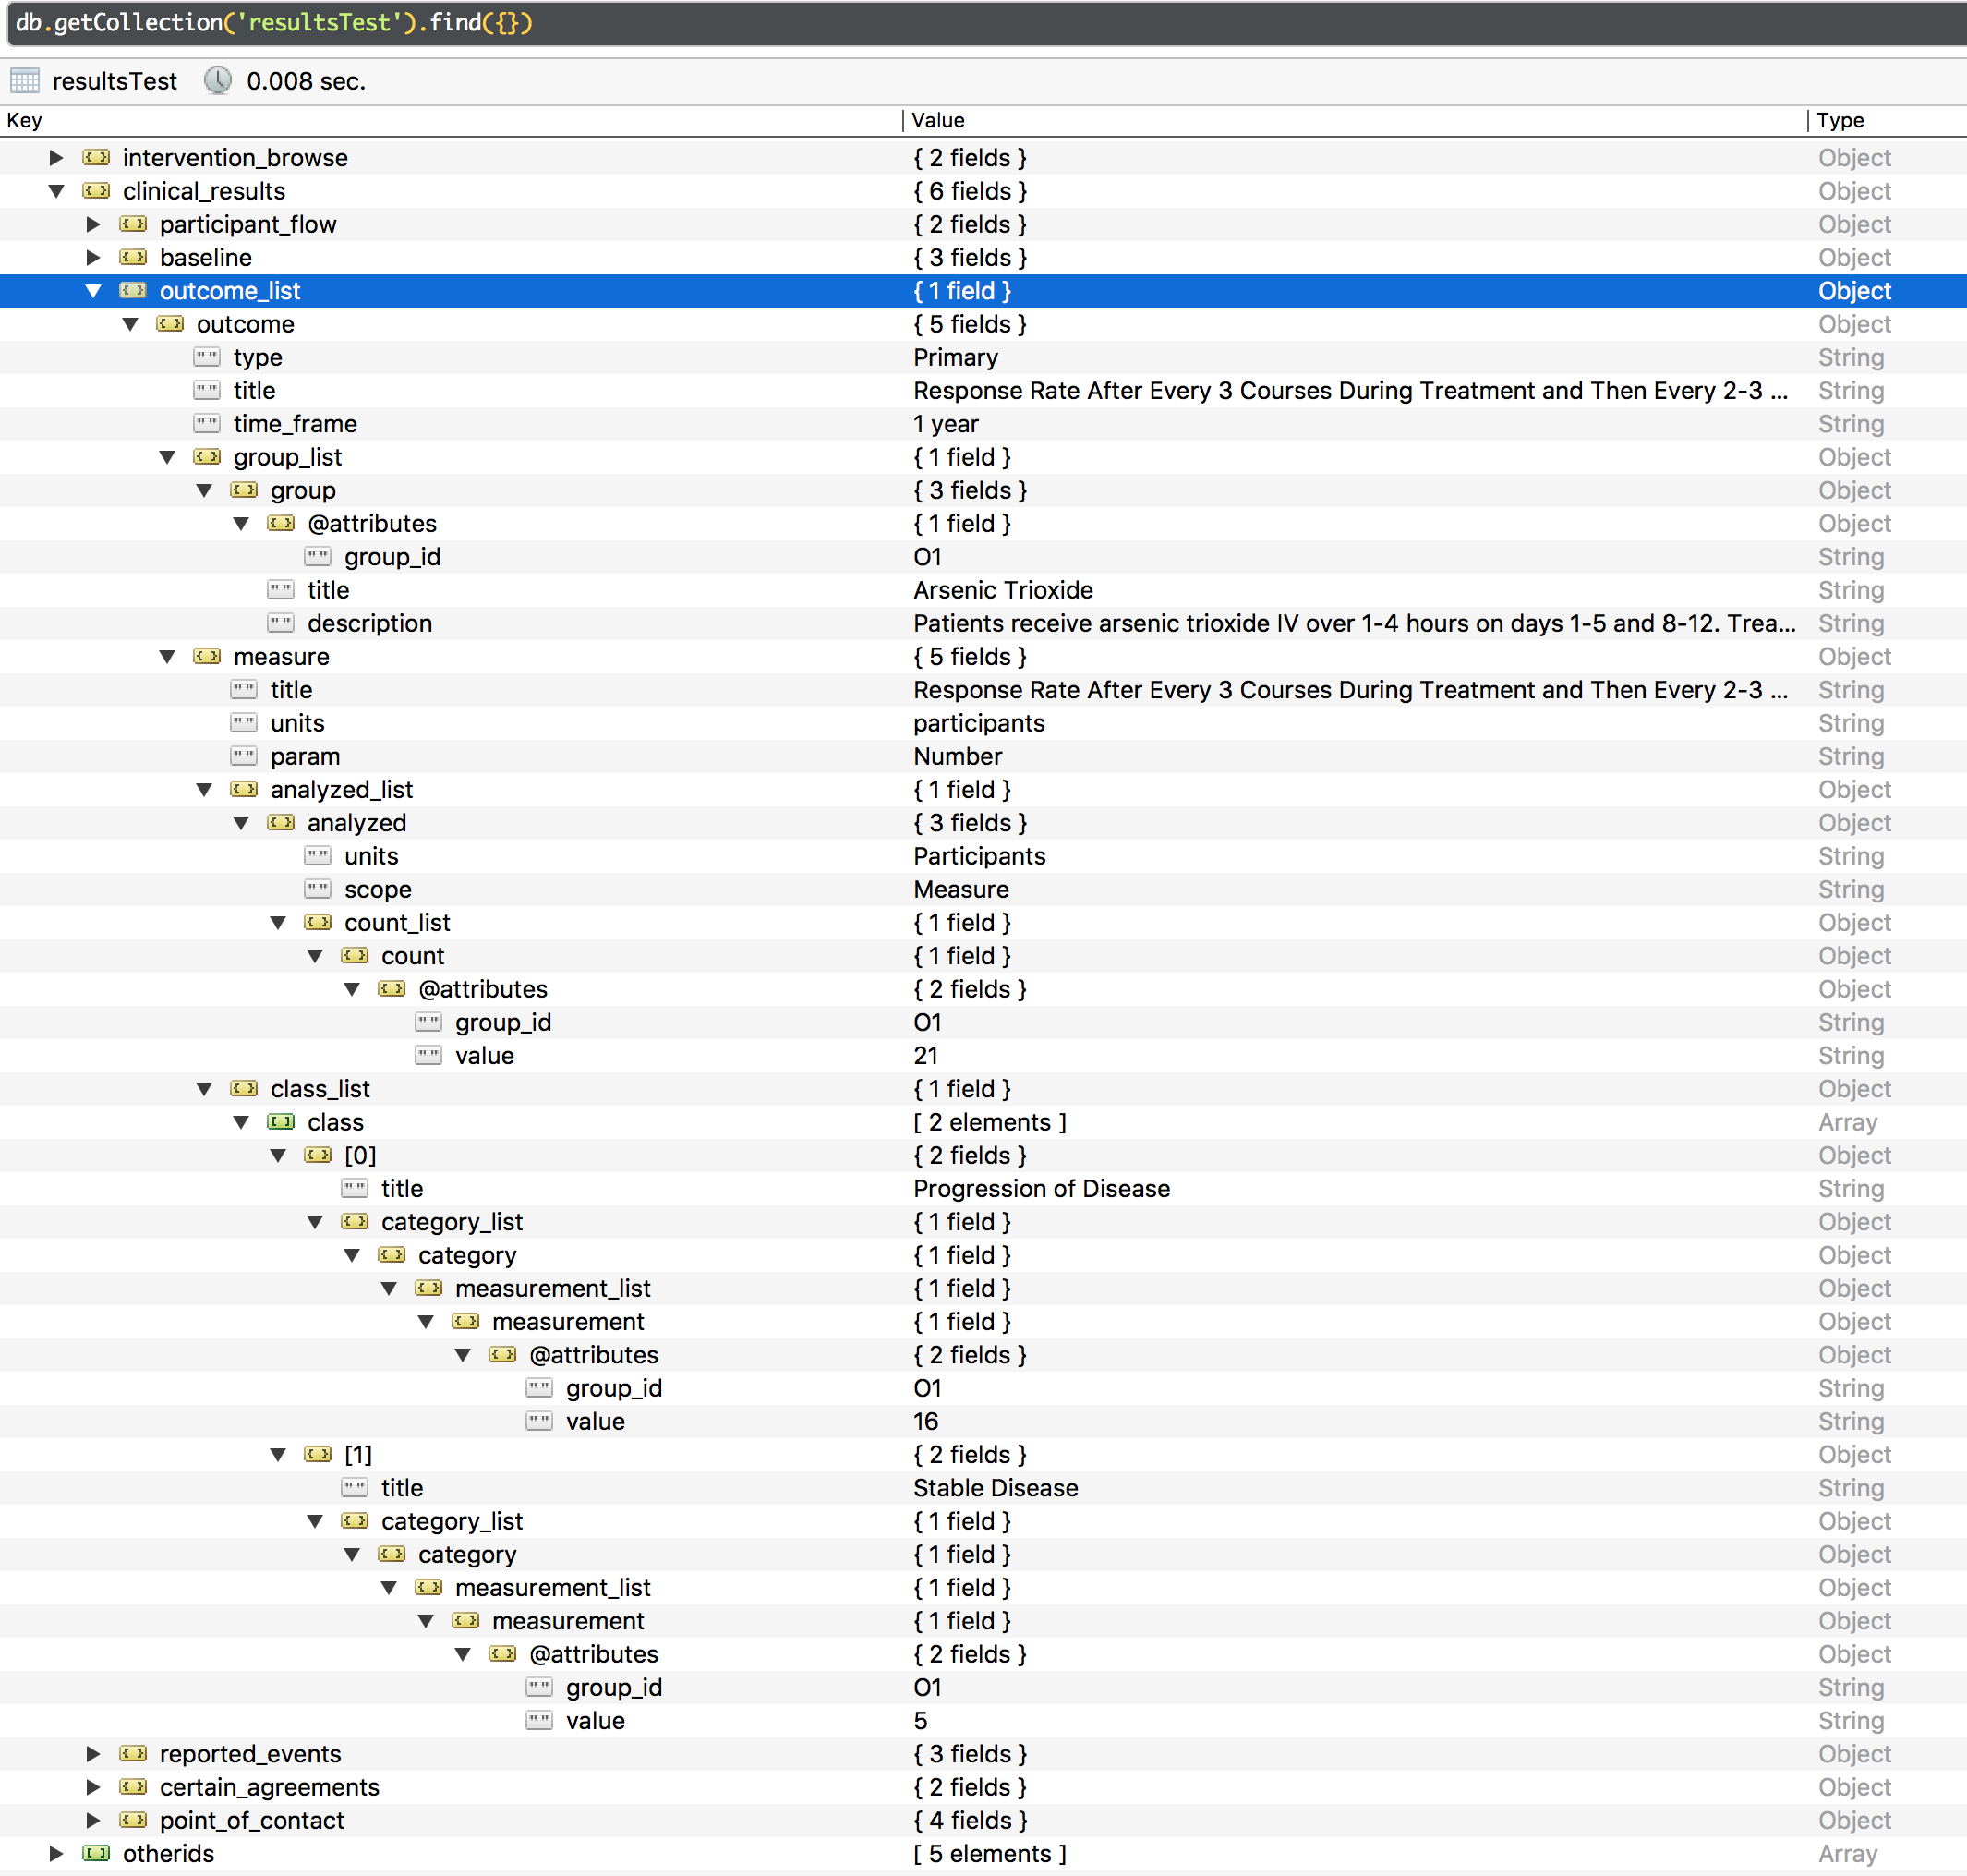 db.getCollection('resultsTest').find({})
resultsTest 0.008 sec.
Key Value Type
intervention_browse { 2 fields } Object
clinical_results { 6 fields } Object
participant_flow { 2 fields } Object
baseline { 3 fields } Object
outcome_list { 1 field } Object
outcome { 5 fields } Object
type Primary String
title Response Rate After Every 3 Courses During Treatment and Then Every 2-3 ... String
time_frame 1 year String
group_list { 1 field } Object
group { 3 fields } Object
@attributes { 1 field } Object
group_id O1 String
title Arsenic Trioxide String
description Patients receive arsenic trioxide IV over 1-4 hours on days 1-5 and 8-12. Trea... String
measure { 5 fields } Object
title Response Rate After Every 3 Courses During Treatment and Then Every 2-3 ... String
units participants String
param Number String
analyzed_list { 1 field } Object
analyzed { 3 fields } Object
units Participants String
scope Measure String
count_list { 1 field } Object
count { 1 field } Object
@attributes { 2 fields } Object
group_id O1 String
value 21 String
class_list { 1 field } Object
class [ 2 elements ] Array
[0] { 2 fields } Object
title Progression of Disease String
category_list { 1 field } Object
category { 1 field } Object
measurement_list { 1 field } Object
measurement { 1 field } Object
@attributes { 2 fields } Object
group_id O1 String
value 16 String
[1] { 2 fields } Object
title Stable Disease String
category_list { 1 field } Object
category { 1 field } Object
measurement_list { 1 field } Object
measurement { 1 field } Object
@attributes { 2 fields } Object
group_id O1 String
value 5 String
reported_events { 3 fields } Object
certain_agreements { 2 fields } Object
point_of_contact { 4 fields } Object
otherids [ 5 elements ] Array